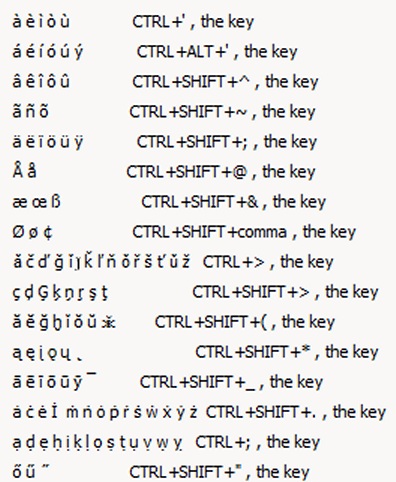 à è ì ò ù CTRL+' , the key
á é í ó ú ý CTRL+ALT+' , the key
â ê î ô û CTRL+SHIFT+^ , the key
ã ñ õ CTRL+SHIFT+~ , the key
ä ë ï ö ü ÿ CTRL+SHIFT+; , the key
Â å CTRL+SHIFT+@ , the key
æ œ ß CTRL+SHIFT+& , the key
Ø ø ¢ CTRL+SHIFT+comma , the key
ǎ č ď ğ ǐ ǰ ǩ ľ ň ǒ ř š ť ǔ ž CTRL+> , the key
ç ḑ Ģ ķ ņ ŗ ş ţ CTRL+SHIFT+> , the key
ă ĕ ğ ḫ ĭ ŏ ŭ ӂ CTRL+SHIFT+( , the key
ą ę į ǫ ų ˛ CTRL+SHIFT+* , the key
ā ē ī ō ū ȳ ¯ CTRL+SHIFT+_ , the key
ȧ ċ ė İ ṁ ṅ ȯ ṗ ṙ ṡ ẇ ẋ ẏ ż CTRL+SHIFT+. , the key
ạ ḍ ẹ ḥ ị ḳ ḷ ọ ṣ ṭ ụ ṿ ẉ ỵ CTRL+; , the key
ő ű ˝ CTRL+SHIFT+" , the key